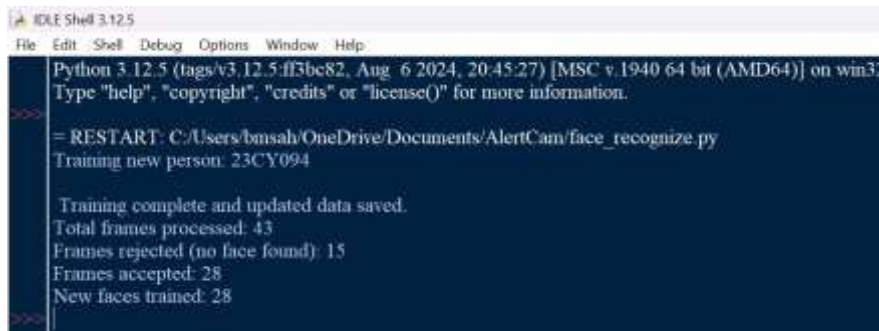 IDLE Shell 3.12.5
File Edit Shell Debug Options Window Help
Python 3.12.5 (tags/v3.12.5:ff3bc82, Aug 6 2024, 20:45:27) [MSC v.1940 64 bit (AMD64)] on win32
Type "help", "copyright", "credits" or "license()" for more information.
>>>
= RESTART: C:/Users/bmsah/OneDrive/Documents/AlertCam/face_recognize.py
Training new person: 23CY094
Training complete and updated data saved.
Total frames processed: 43
Frames rejected (no face found): 15
Frames accepted: 28
New faces trained: 28
>>>